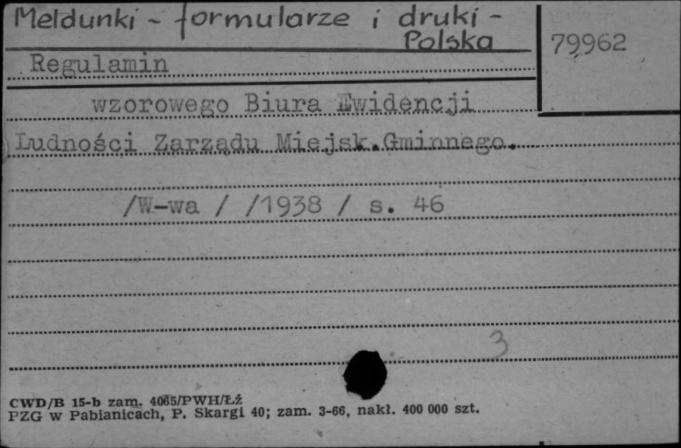 Meldunki - formularze i druki -
Polska
79962
Regulamin
wzorowego Biura Ewidencji
Ludności Zarządu Miejsk.Gminnego.
/W-wa / /1938 / s. 46
3
CWD/B 15-b zam. 4065/PWH/Łź
PZG w Pabianicach, P. Skargi 40; zam. 3-66, nakł. 400 000 szt.